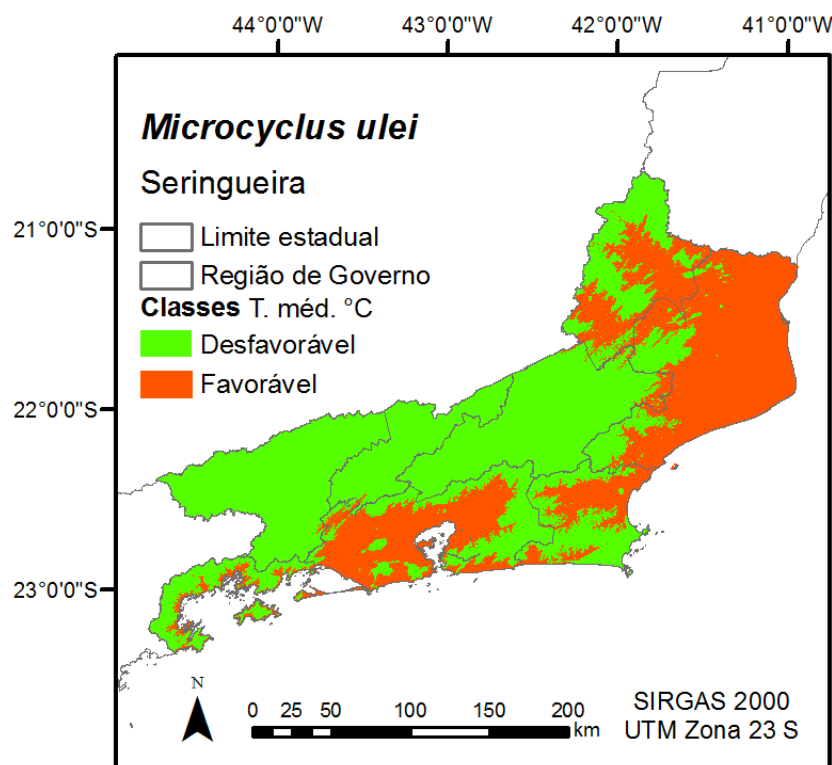 44°0'0"W 43°0'0"W 42°0'0"W 41°0'0"W
Microcyclus ulei
Seringueira
21°0'0"S
Limite estadual
Região de Governo
Classes T. méd. °C
Desfavorável
Favorável
22°0'0"S
23°0'0"S
N
0 25 50 100 150 200
km
SIRGAS 2000
UTM Zona 23 S